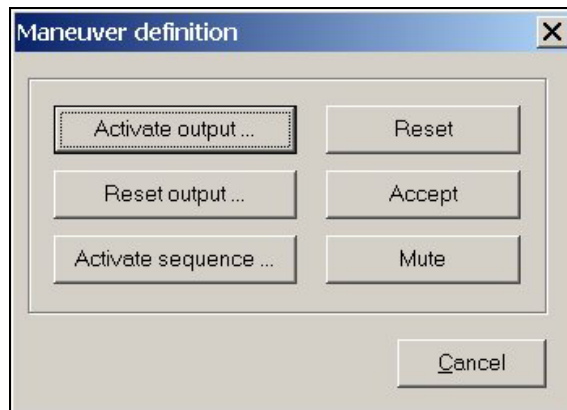 Maneuver definition
Activate output ...
Reset
Reset output ...
Accept
Activate sequence ...
Mute
Cancel